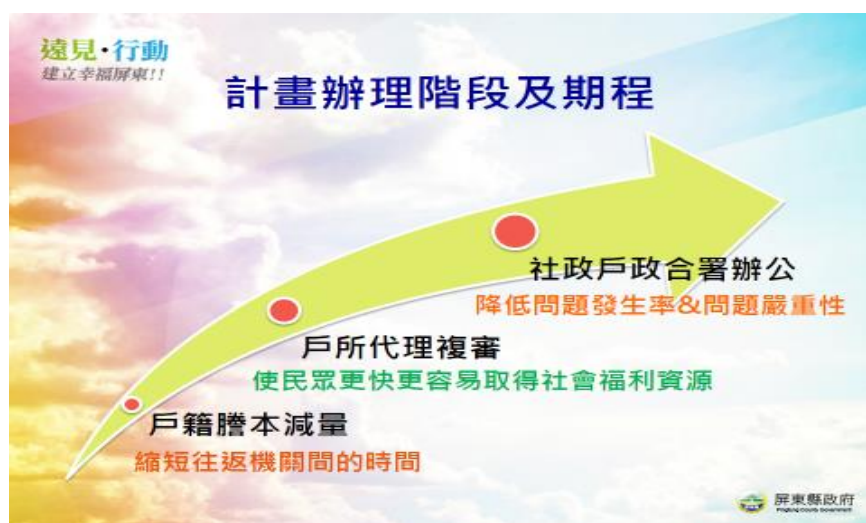 遠見·行動
建立幸福屏東!!
計畫辦理階段及期程
社政戶政合署辦公
降低問題發生率&問題嚴重性
戶所代理複審
使民眾更快更容易取得社會福利資源
戶籍謄本減量
縮短往返機關間的時間
屏東縣政府
Pingtung County Government